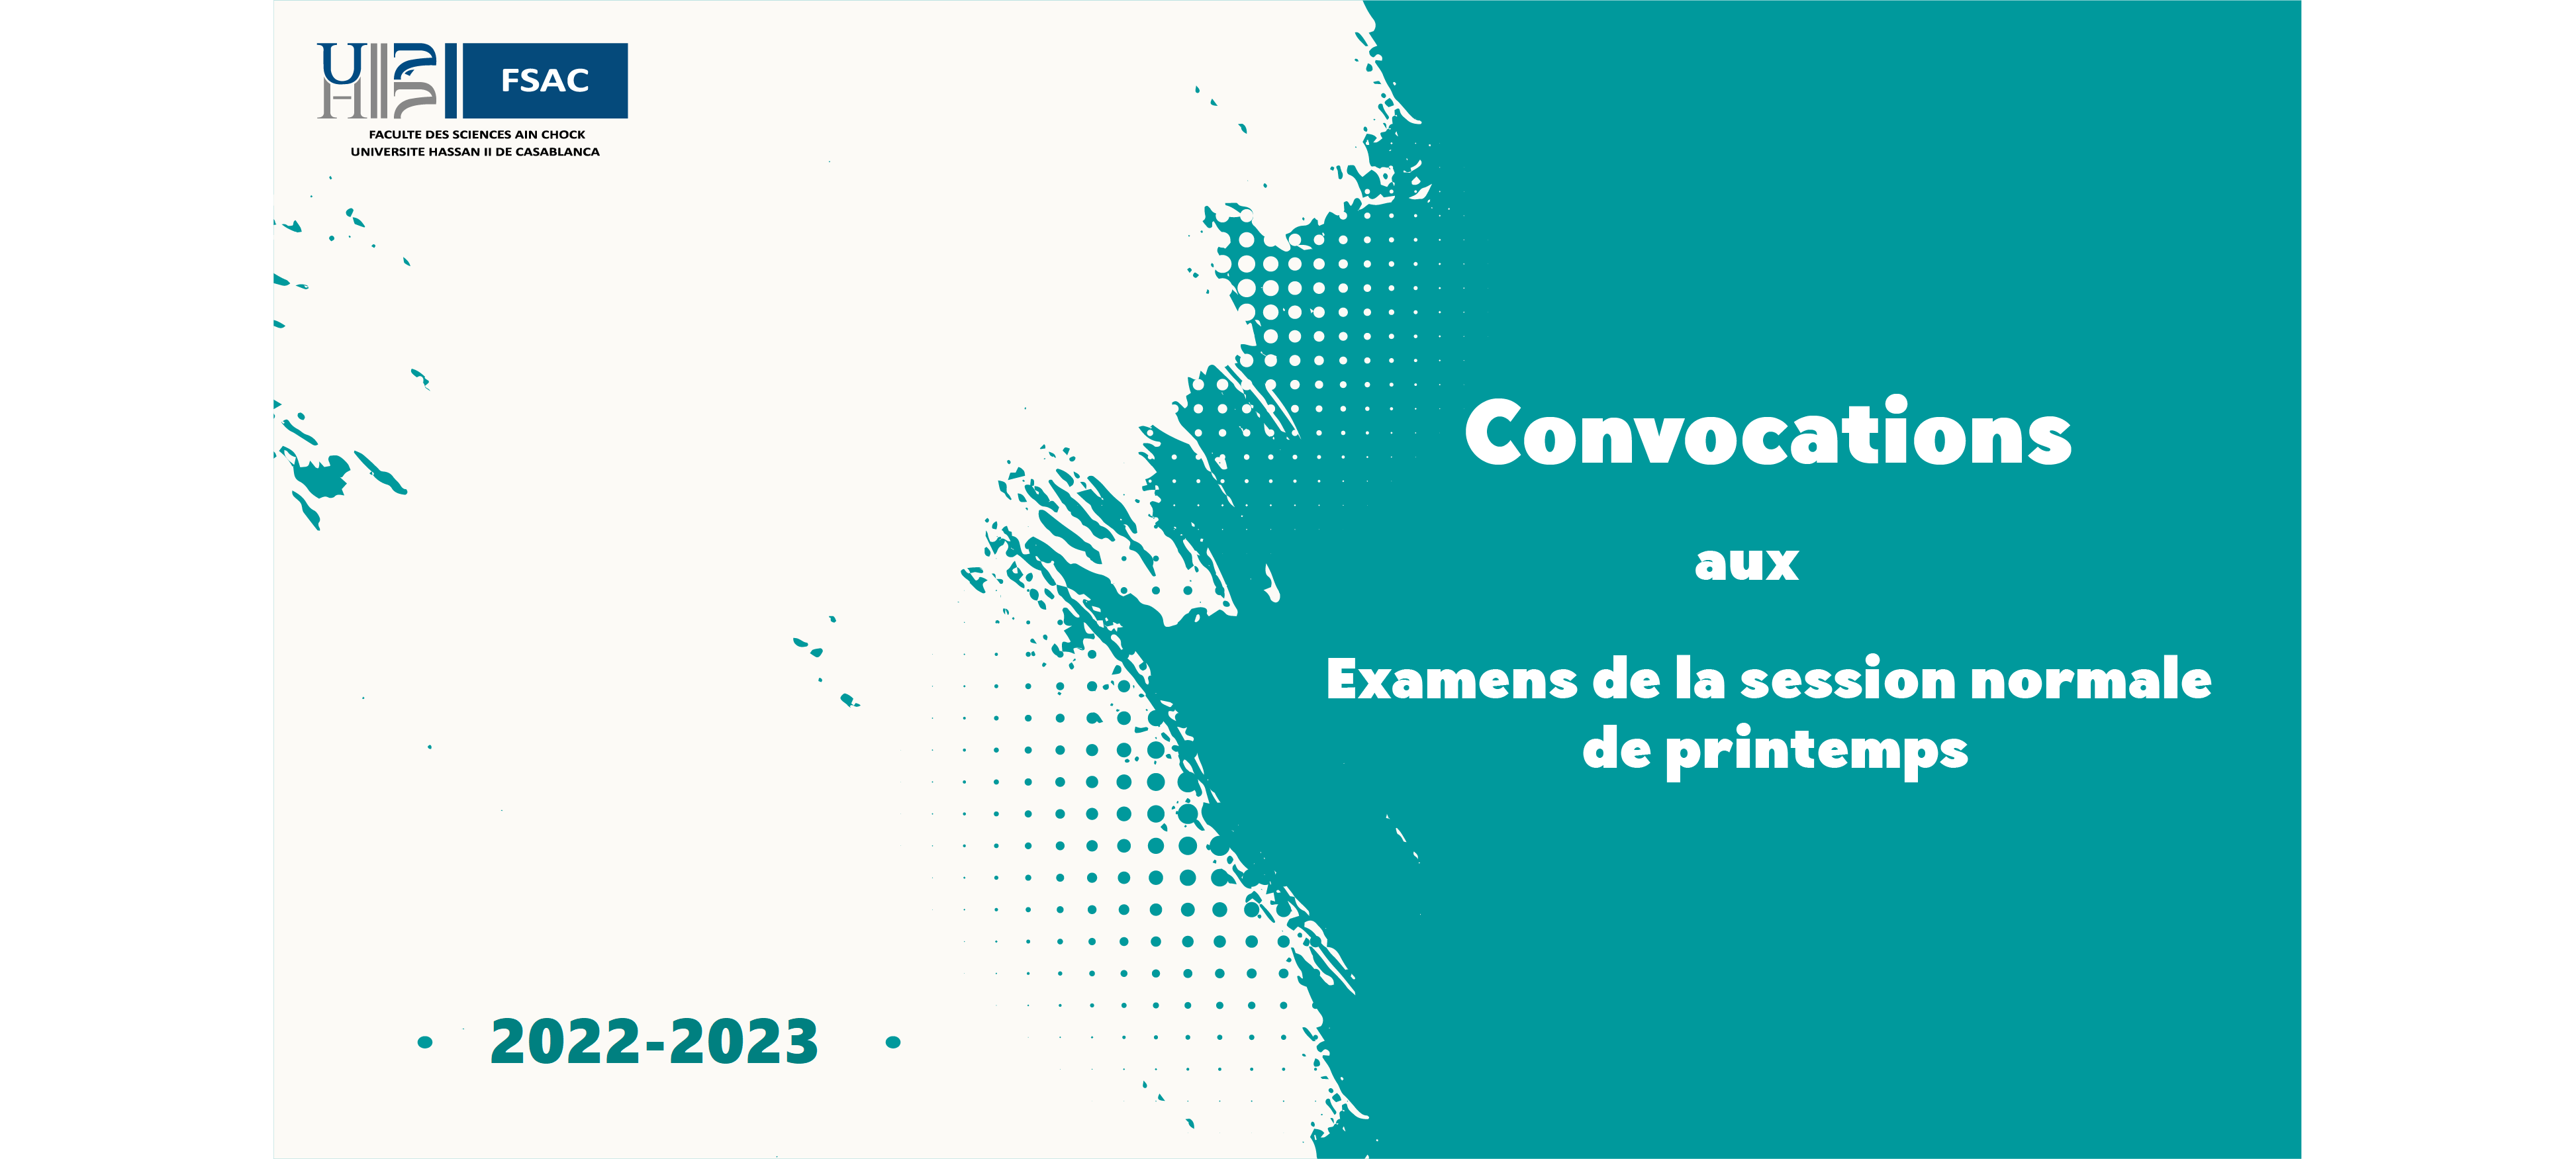 UH2C
FSAC
FACULTE DES SCIENCES AIN CHOCK
UNIVERSITE HASSAN II DE CASABLANCA
Convocations
aux
Examens de la session normale
de printemps
2022-2023